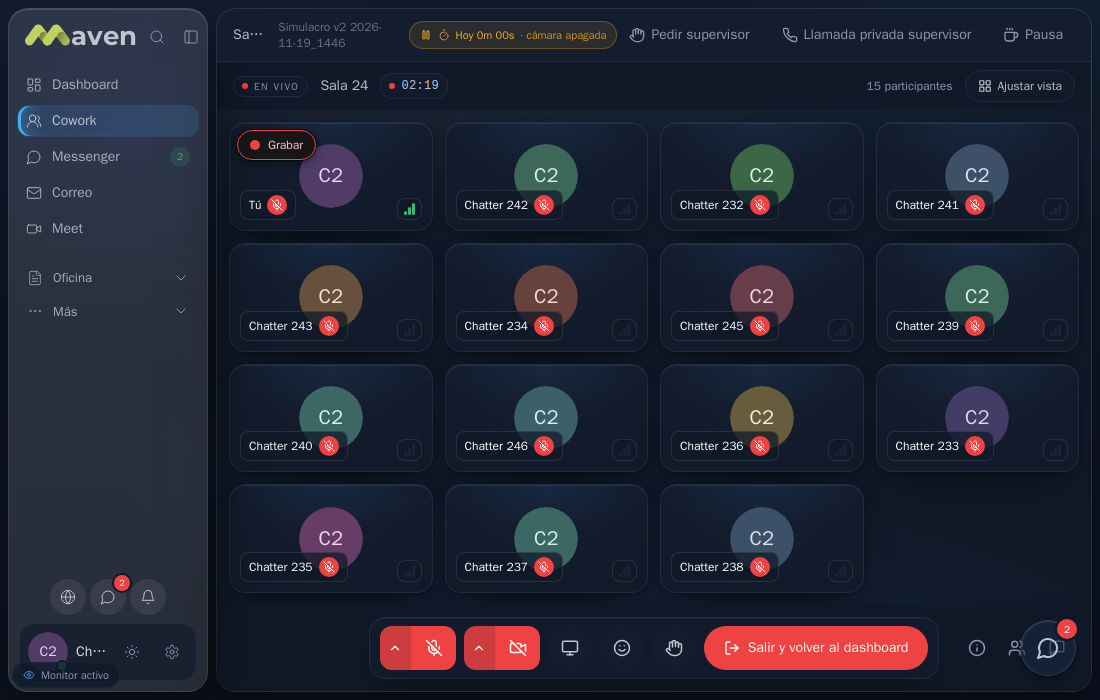 maven
Dashboard
Cowork
Messenger 2
Correo
Meet
Oficina
Más
2
C2 Ch···
Monitor activo
Sa···
Simulacro v2 2026-
11-19_1446
Hoy 0m 00s · cámara apagada
Pedir supervisor
Llamada privada supervisor
Pausa
EN VIVO
Sala 24
02:19
15 participantes
Ajustar vista
Grabar
C2
Tú
C2
Chatter 242
C2
Chatter 232
C2
Chatter 241
C2
Chatter 243
C2
Chatter 234
C2
Chatter 245
C2
Chatter 239
C2
Chatter 240
C2
Chatter 246
C2
Chatter 236
C2
Chatter 233
C2
Chatter 235
C2
Chatter 237
C2
Chatter 238
Salir y volver al dashboard
2